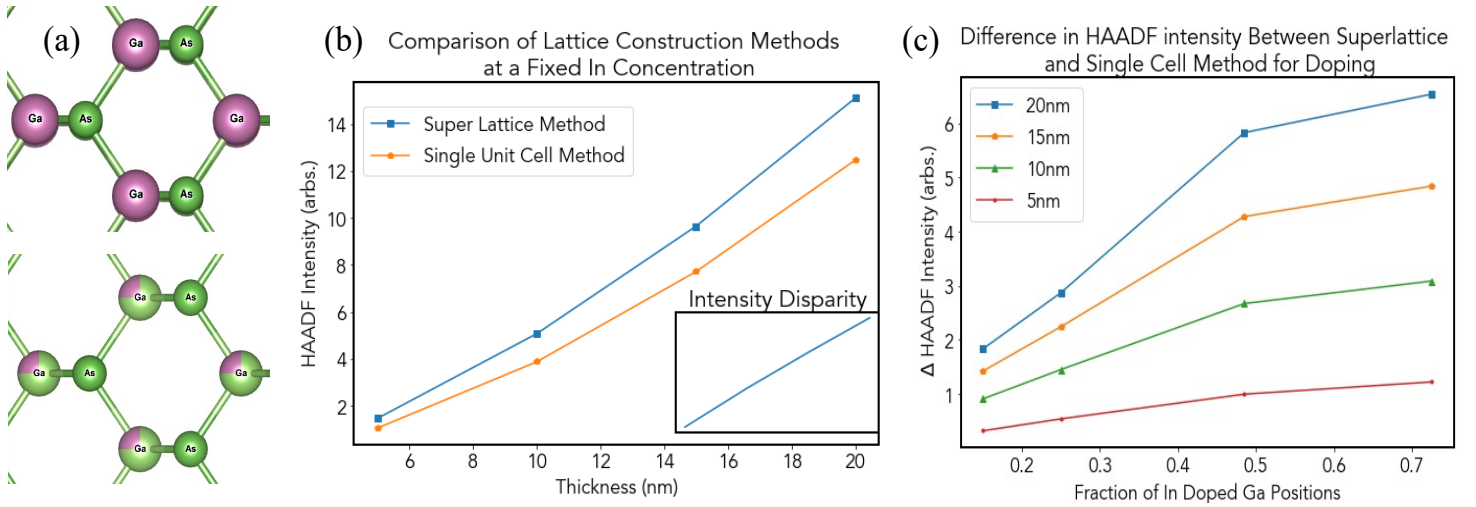 (a)
Ga
As
Ga
As
Ga
Ga
As
Ga
As
Ga
As
Ga
Ga
As
(b)
Comparison of Lattice Construction Methods
at a Fixed In Concentration
Super Lattice Method
Single Unit Cell Method
HAADF Intensity (arbs.)
14
12
10
8
6
4
2
Intensity Disparity
6
8
10
12
14
16
18
20
Thickness (nm)
(c)
Difference in HAADF intensity Between Superlattice
and Single Cell Method for Doping
20nm
15nm
10nm
5nm
Δ HAADF Intensity (arbs.)
6
5
4
3
2
1
0.2
0.3
0.4
0.5
0.6
0.7
Fraction of In Doped Ga Positions